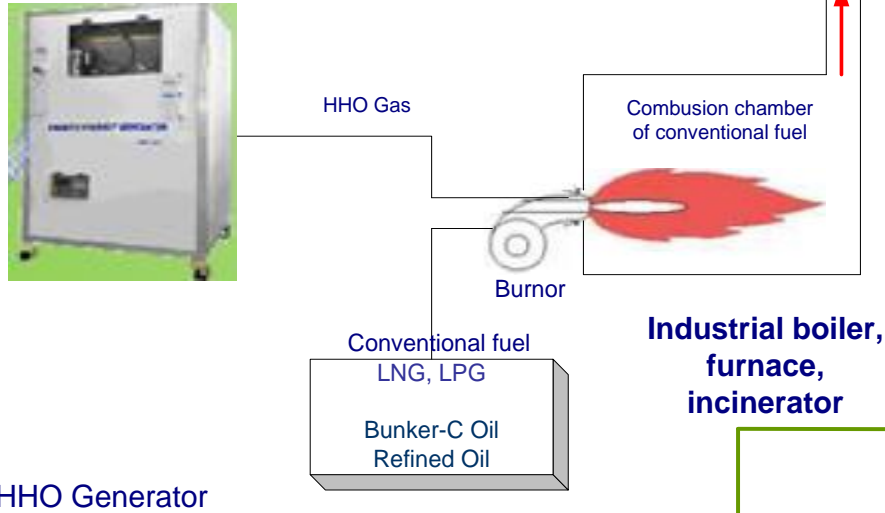 HHO Gas
Combusion chamber
of conventional fuel
Burnor
Conventional fuel
LNG, LPG
Bunker-C Oil
Refined Oil
Industrial boiler,
furnace,
incinerator
HHO Generator